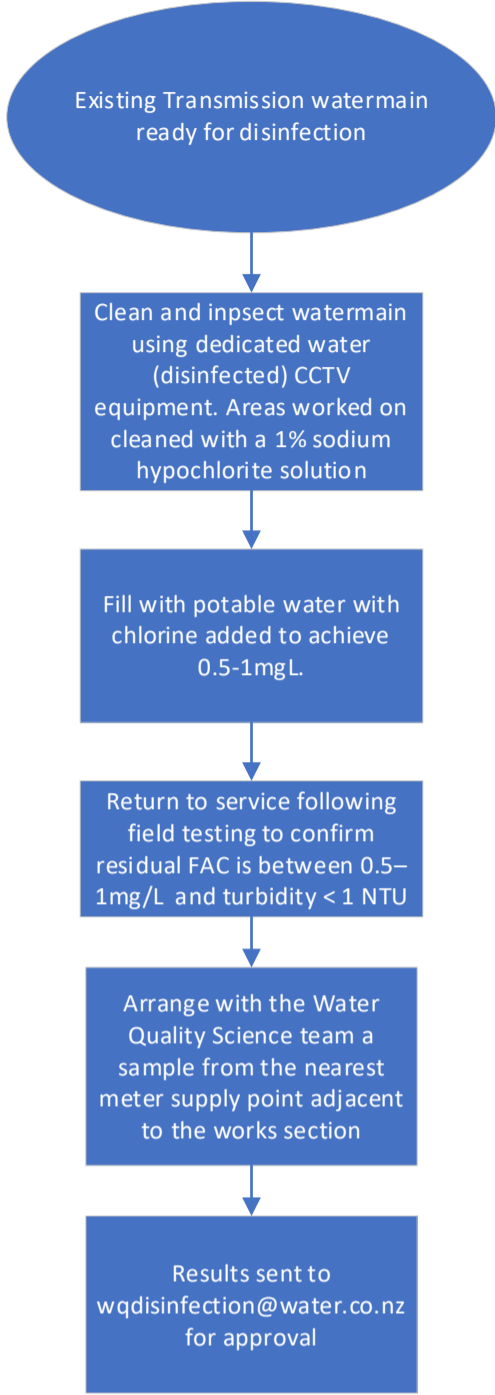 Existing Transmission watermain
ready for disinfection
Clean and inpsect watermain
using dedicated water
(disinfected) CCTV
equipment. Areas worked on
cleaned with a 1% sodium
hypochlorite solution
Fill with potable water with
chlorine added to achieve
0.5-1mgL.
Return to service following
field testing to confirm
residual FAC is between 0.5–
1mg/L and turbidity < 1 NTU
Arrange with the Water
Quality Science team a
sample from the nearest
meter supply point adjacent
to the works section
Results sent to
wqdisinfection@water.co.nz
for approval